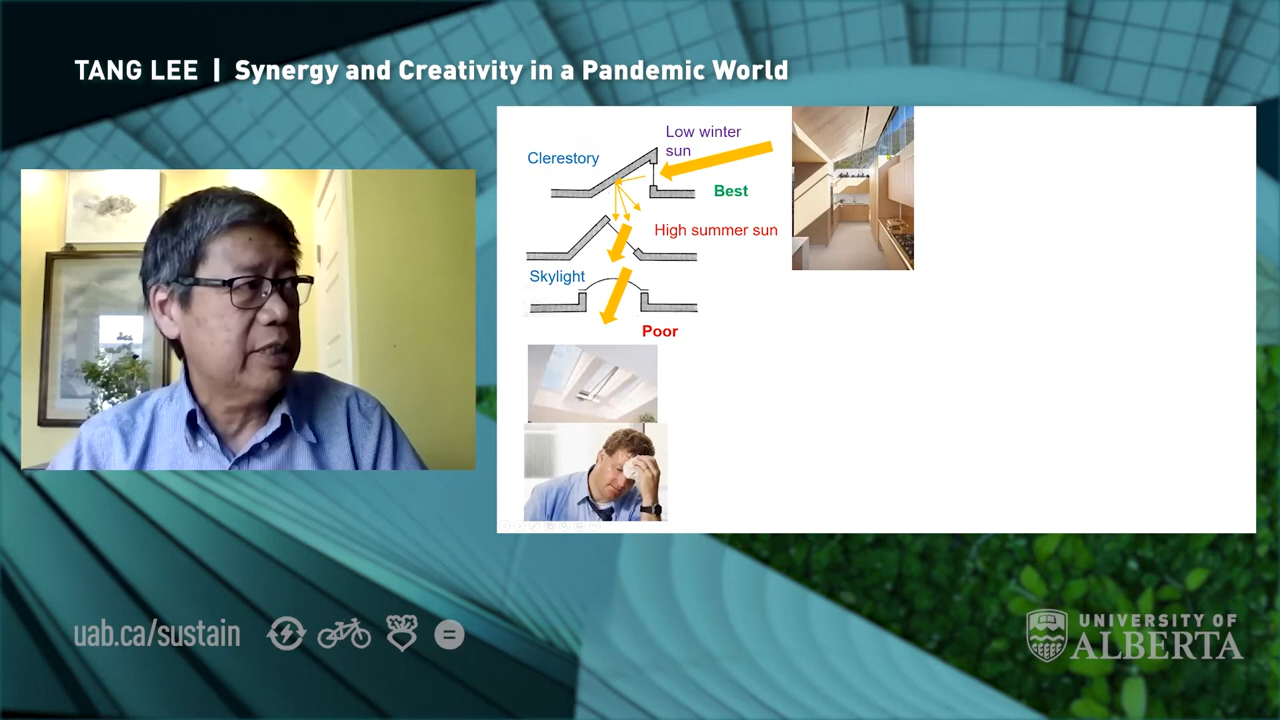 TANG LEE | Synergy and Creativity in a Pandemic World
Low winter
sun
Clerestory
Best
High summer sun
Skylight
Poor
uab.ca/sustain
UNIVERSITY OF
ALBERTA